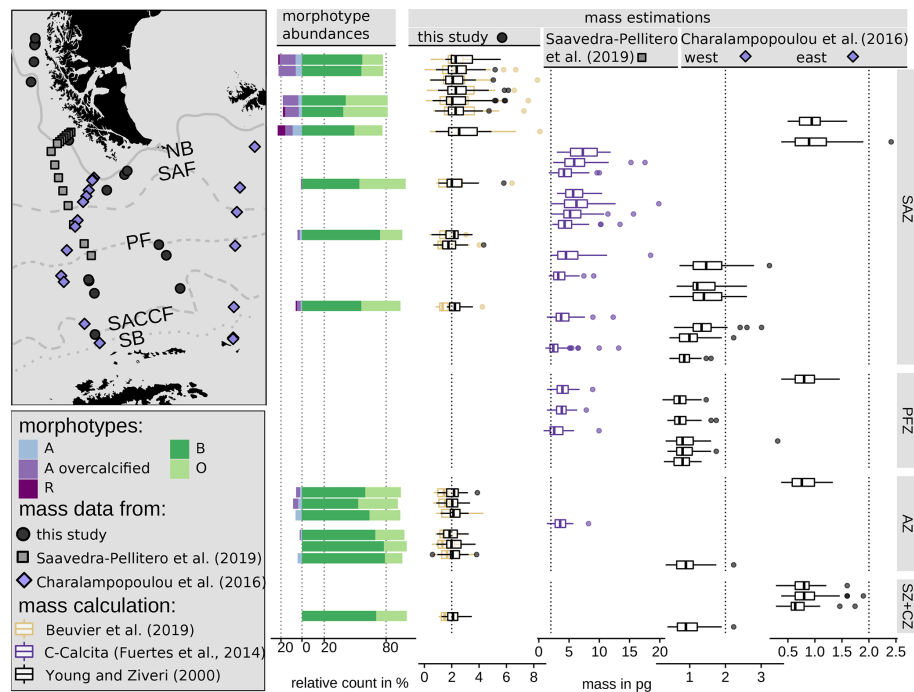 morphotype
abundances
mass estimations
this study
Saavedra-Pellitero
et al. (2019)
Charalampopoulou et al. (2016)
west
east
NB
SAF
PF
SACCF
SB
SAZ
PFZ
AZ
SZ+CZ
morphotypes:
A
B
A overcalcified
O
R
mass data from:
this study
Saavedra-Pellitero et al. (2019)
Charalampopoulou et al. (2016)
mass calculation:
Beuvier et al. (2019)
C-Calcita (Fuertes et al., 2014)
Young and Ziveri (2000)
20 0 20 80
0 2 4 6 8
0 5 10 15 20
1 2 3
0.5 1.0 1.5 2.0 2.5
relative count in %
mass in pg